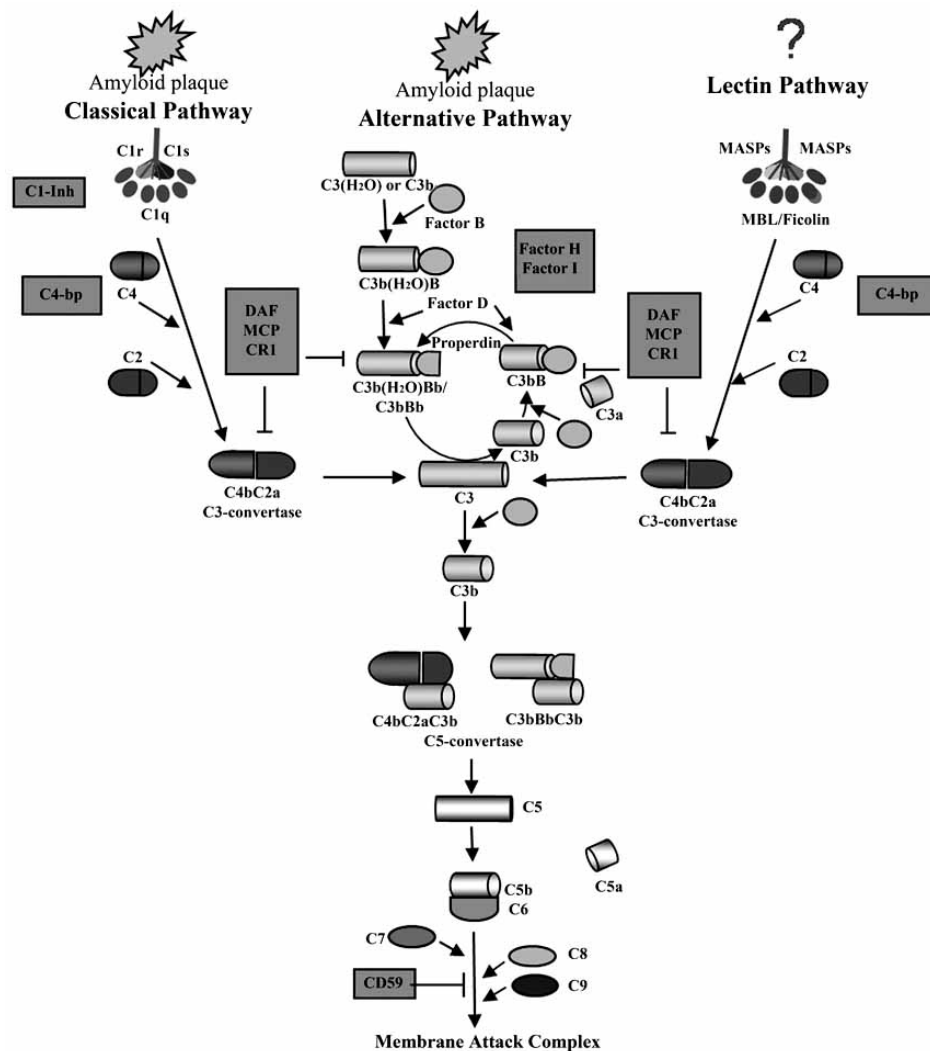 ?
Amyloid plaque
Classical Pathway
Amyloid plaque
Alternative Pathway
Lectin Pathway
C1r
C1s
C1-Inh
C1q
MASPs
MASPs
MBL/Ficolin
C3(H2O) or C3b
Factor B
C3b(H2O)B
Factor H
Factor I
C4-bp
C4
C2
DAF
MCP
CR1
Factor D
Properdin
C3b(H2O)Bb/
C3bBb
C3bB
C3a
C3b
DAF
MCP
CR1
C4
C4-bp
C2
C4bC2a
C3-convertase
C3
C4bC2a
C3-convertase
C3b
C4bC2aC3b
C3bBbC3b
C5-convertase
C5
C5a
C5b
C6
C7
C8
CD59
C9
Membrane Attack Complex